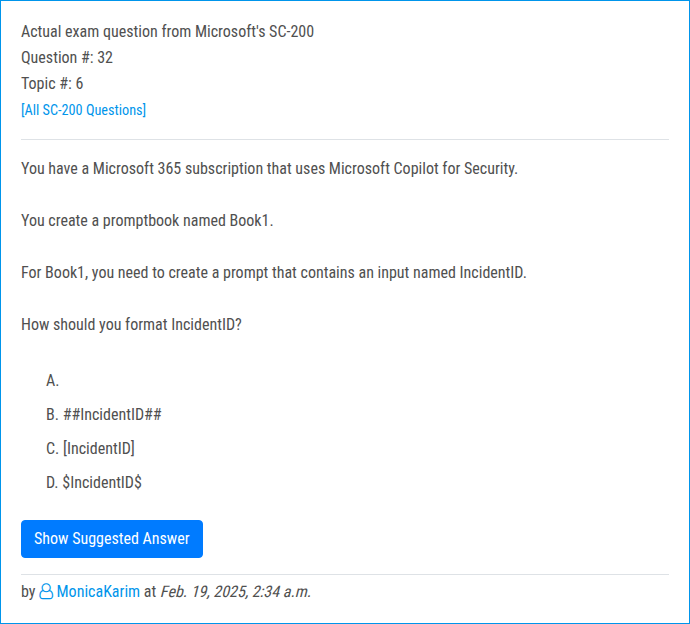 Actual exam question from Microsoft's SC-200
Question #: 32
Topic #: 6
[All SC-200 Questions]
You have a Microsoft 365 subscription that uses Microsoft Copilot for Security.
You create a promptbook named Book1.
For Book1, you need to create a prompt that contains an input named IncidentID.
How should you format IncidentID?
A.
B. ##IncidentID##
C. [IncidentID]
D. $IncidentID$
Show Suggested Answer
by MonicaKarim at Feb. 19, 2025, 2:34 a.m.